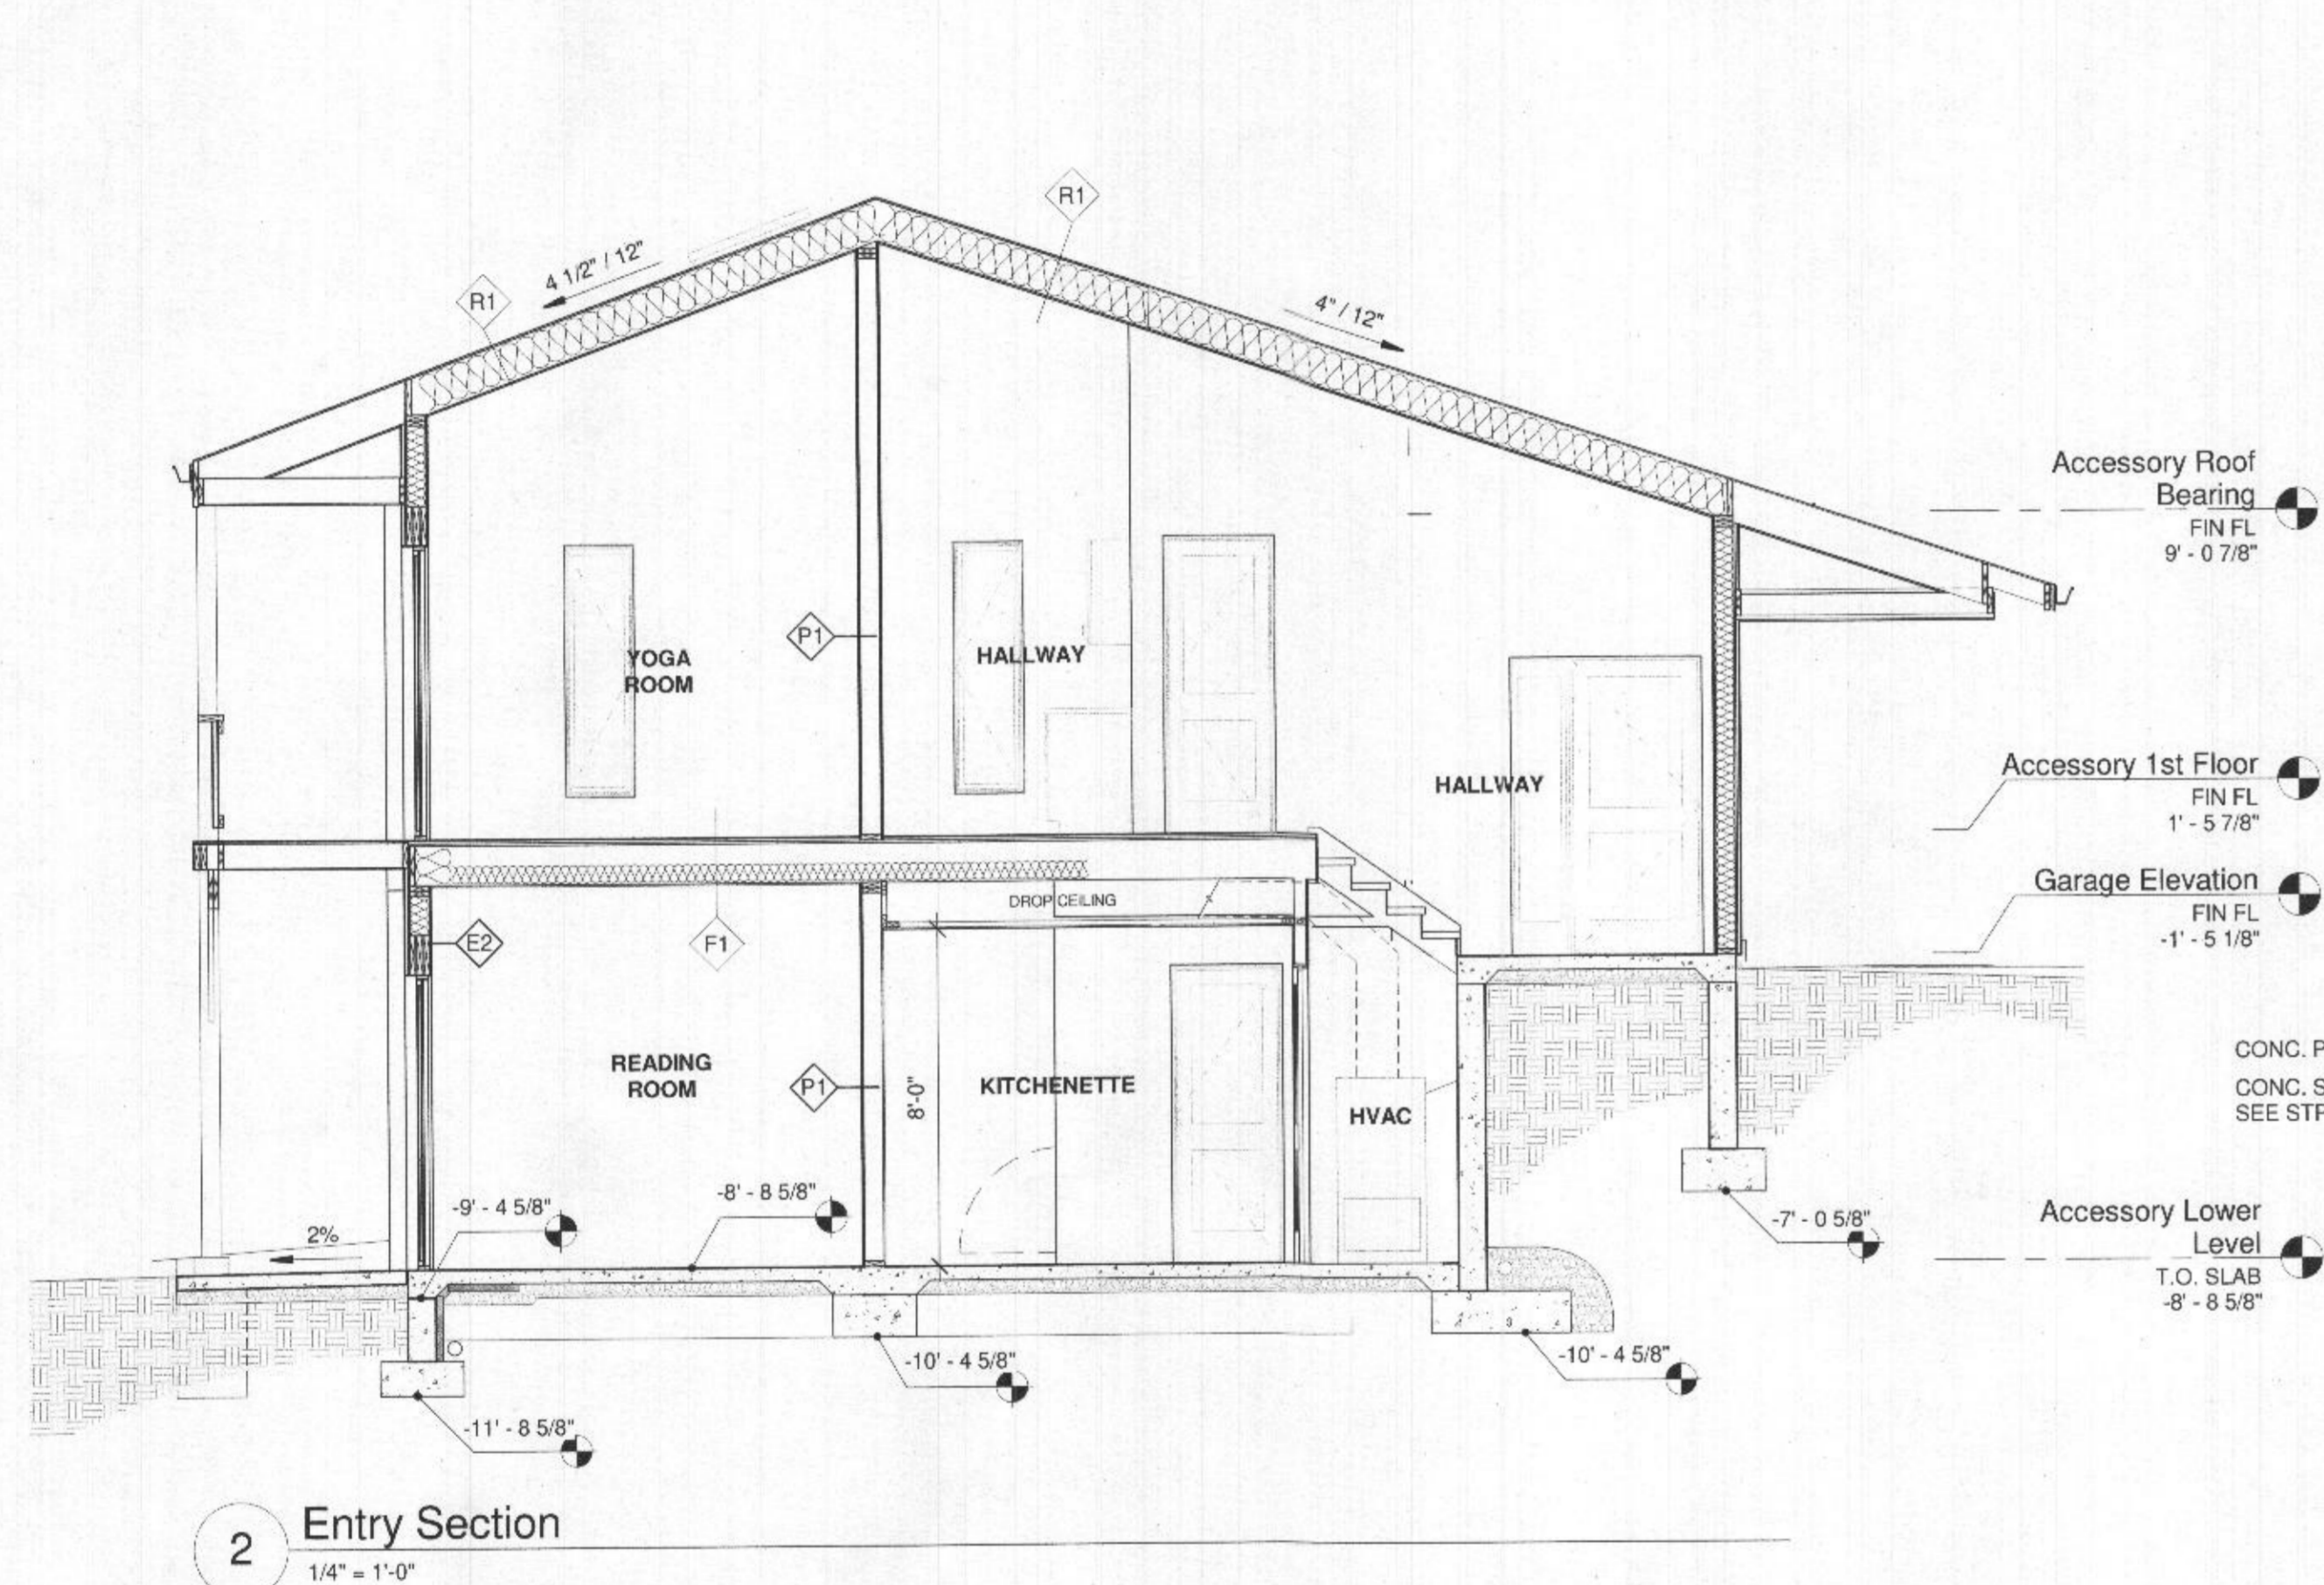 R1
R1
4 1/2" / 12"
4" / 12"
Accessory Roof
Bearing
FIN FL
9' - 0 7/8"
P1
YOGA
ROOM
HALLWAY
HALLWAY
Accessory 1st Floor
FIN FL
1' - 5 7/8"
Garage Elevation
FIN FL
-1' - 5 1/8"
DROP CEILING
E2
F1
READING
ROOM
P1
8'-0"
KITCHENETTE
HVAC
CONC. P
CONC. S
SEE STR
-9' - 4 5/8"
-8' - 8 5/8"
-7' - 0 5/8"
2%
Accessory Lower
Level
T.O. SLAB
-8' - 8 5/8"
-10' - 4 5/8"
-10' - 4 5/8"
-11' - 8 5/8"
2
Entry Section
1/4" = 1'-0"